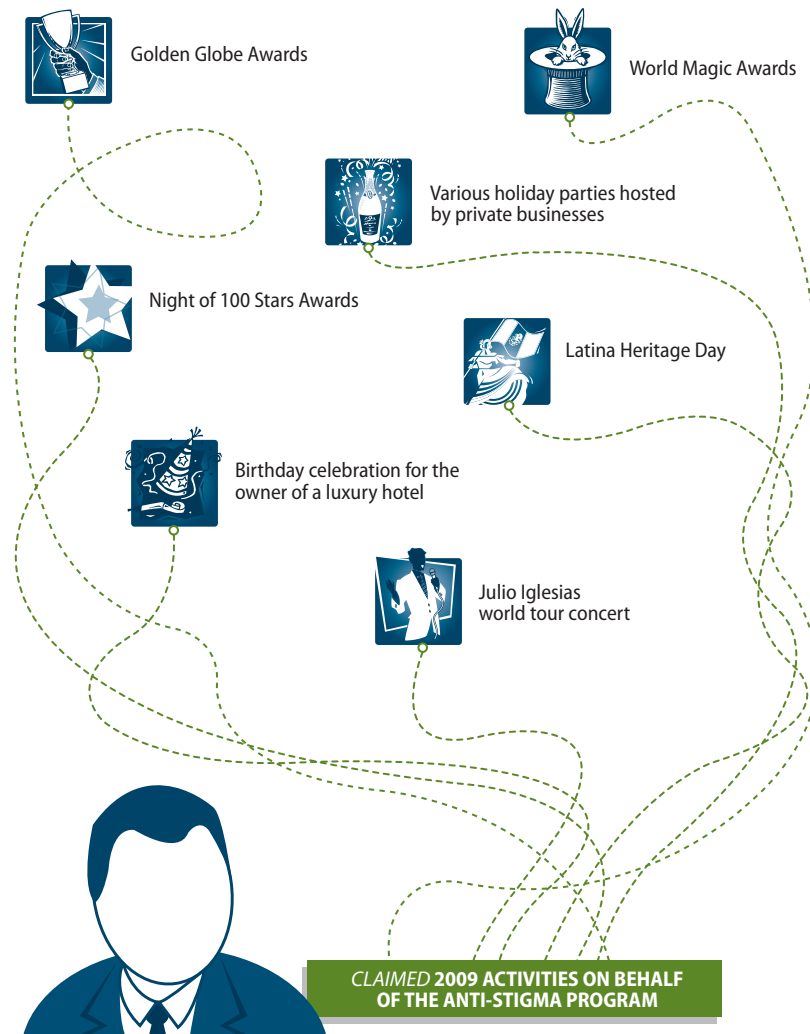 Golden Globe Awards
World Magic Awards
Various holiday parties hosted
by private businesses
Night of 100 Stars Awards
Latina Heritage Day
Birthday celebration for the
owner of a luxury hotel
Julio Iglesias
world tour concert
CLAIMED 2009 ACTIVITIES ON BEHALF
OF THE ANTI-STIGMA PROGRAM